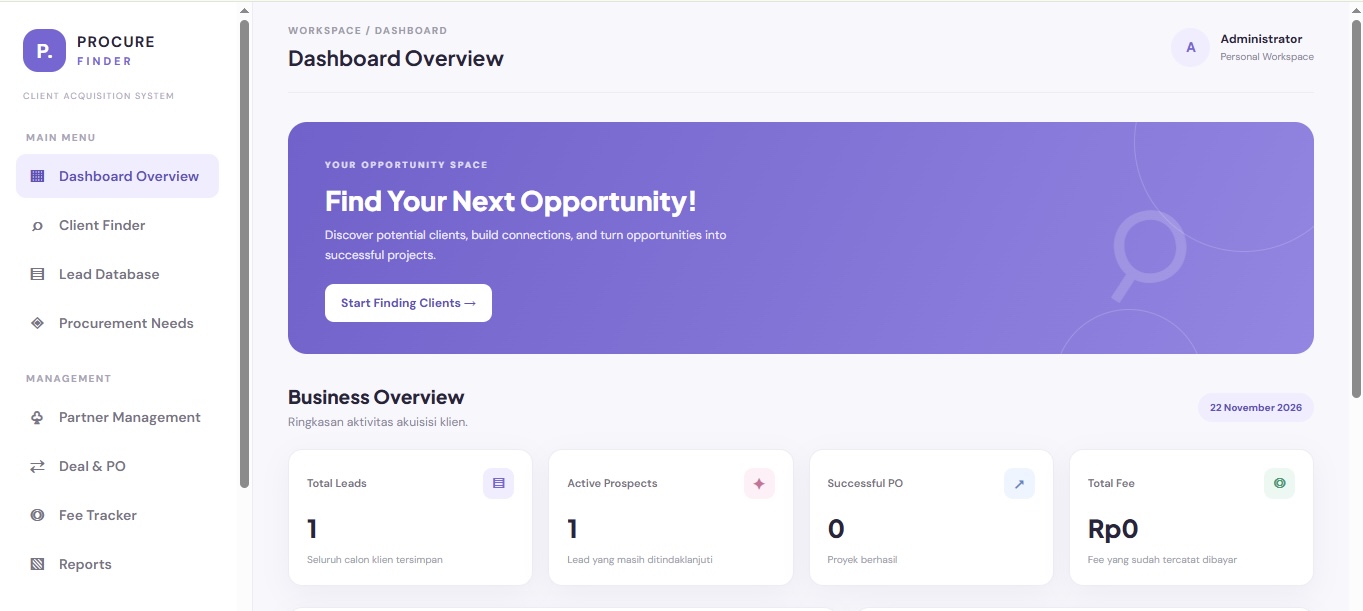 P.
PROCURE
FINDER
CLIENT ACQUISITION SYSTEM
MAIN MENU
Dashboard Overview
Client Finder
Lead Database
Procurement Needs
MANAGEMENT
Partner Management
Deal & PO
Fee Tracker
Reports
WORKSPACE / DASHBOARD
Dashboard Overview
A
Administrator
Personal Workspace
YOUR OPPORTUNITY SPACE
Find Your Next Opportunity!
Discover potential clients, build connections, and turn opportunities into
successful projects.
Start Finding Clients →
Business Overview
Ringkasan aktivitas akuisisi klien.
22 November 2026
Total Leads
1
Seluruh calon klien tersimpan
Active Prospects
1
Lead yang masih ditindaklanjuti
Successful PO
0
Proyek berhasil
Total Fee
Rp0
Fee yang sudah tercatat dibayar